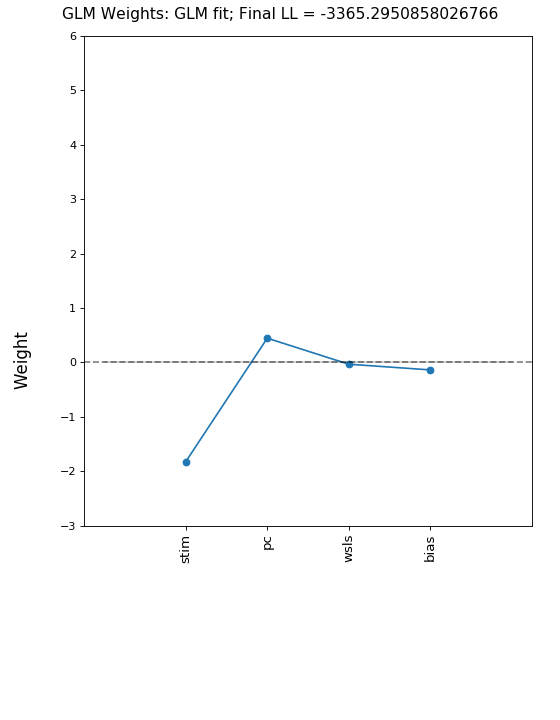 GLM Weights: GLM fit; Final LL = -3365.2950858026766
6
5
4
3
2
1
0
−1
−2
−3
Weight
stim
pc
wsls
bias